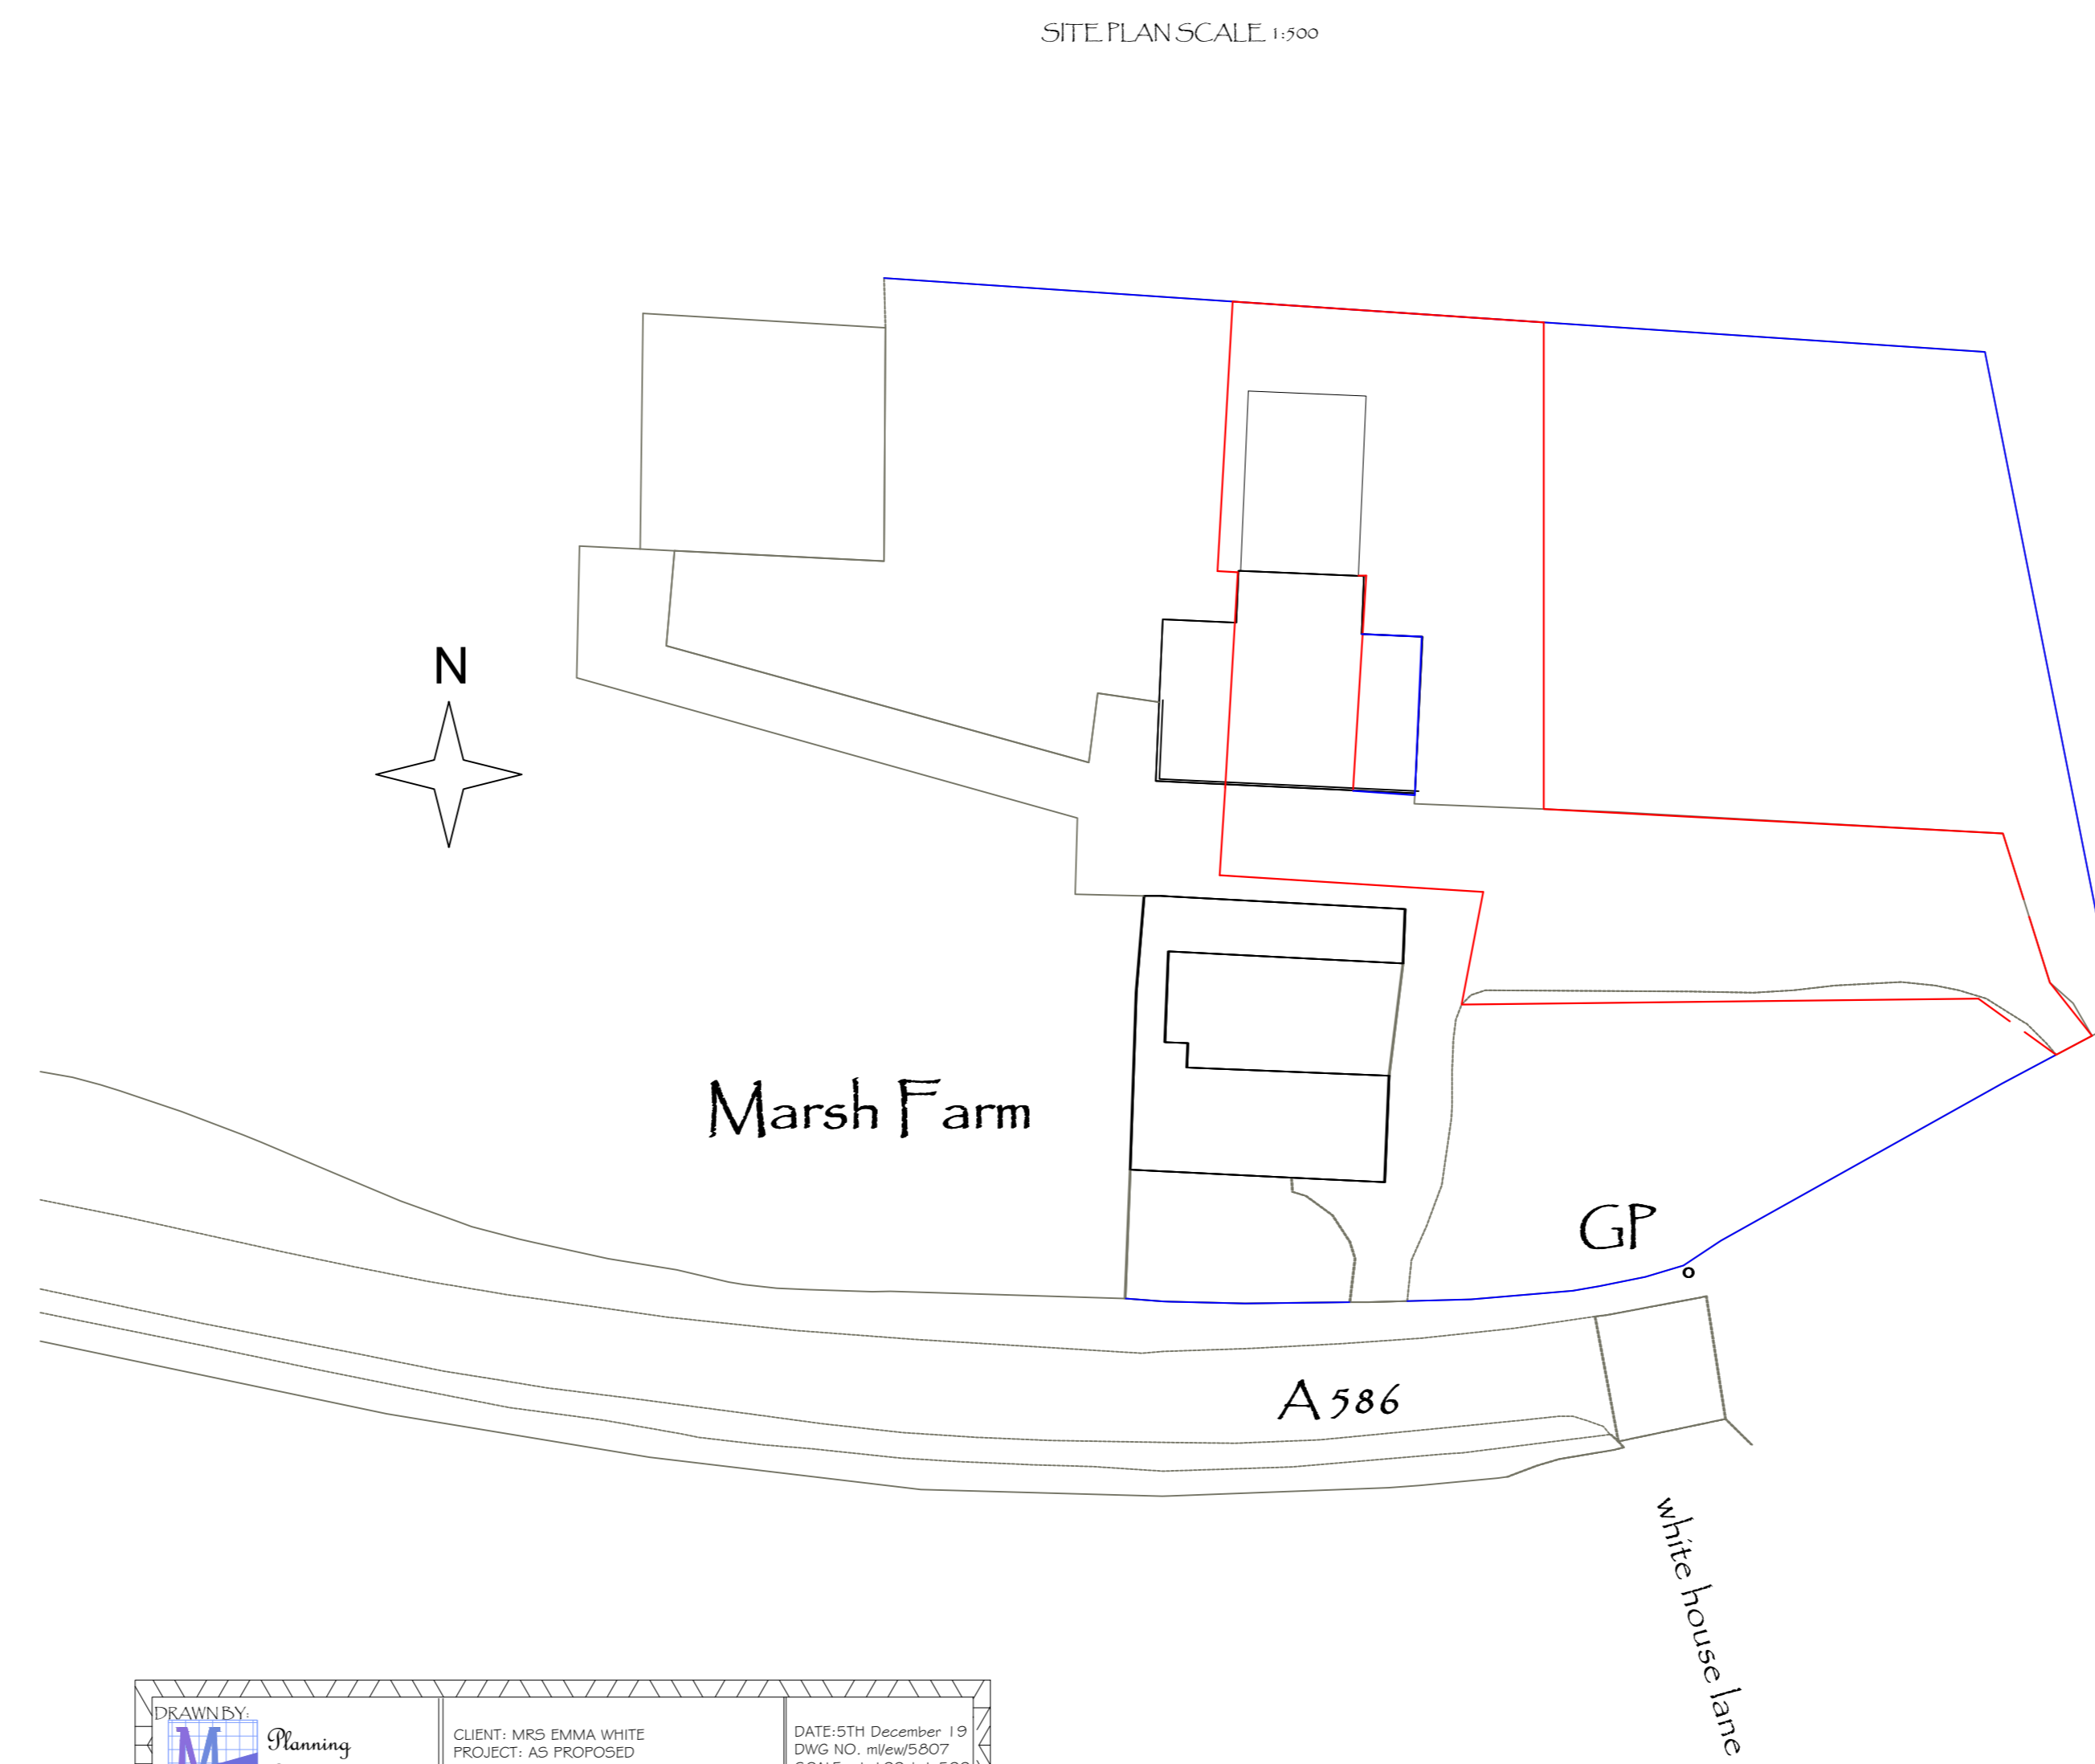 SITE PLAN SCALE 1:500
N
Marsh Farm
GP
A586
white house lane
DRAWN BY:
M Planning
CLIENT: MRS EMMA WHITE
PROJECT: AS PROPOSED
DATE:5TH December 19
DWG NO. ml/ew/5807